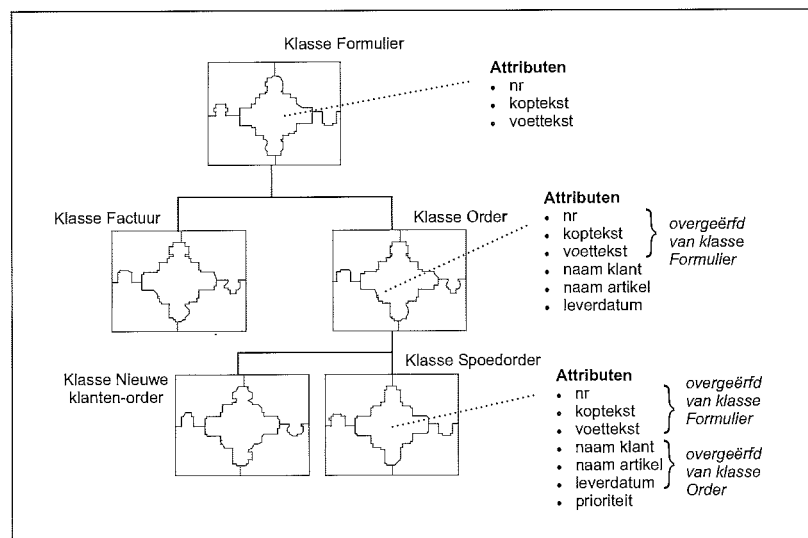 Klasse Formulier
Attributen
• nr
• koptekst
• voettekst
Klasse Factuur
Klasse Order
Attributen
• nr
• koptekst
• voettekst
• naam klant
• naam artikel
• leverdatum
overgeërfd
van klasse
Formulier
Klasse Nieuwe
klanten-order
Klasse Spoedorder
Attributen
• nr
• koptekst
• voettekst
• naam klant
• naam artikel
• leverdatum
• prioriteit
overgeërfd
van klasse
Formulier
overgeërfd
van klasse
Order